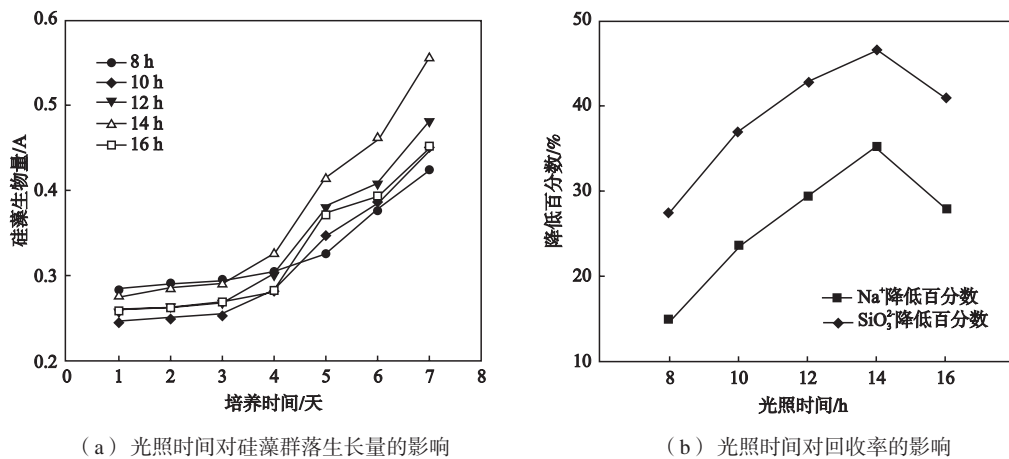 0.6
0.5
0.4
0.3
0.2
硅藻生物量/A
8 h
10 h
12 h
14 h
16 h
0 1 2 3 4 5 6 7 8
培养时间/天
(a) 光照时间对硅藻群落生长量的影响
50
40
30
20
10
降低百分数/%
Na⁺降低百分数
SiO₃²⁻降低百分数
8 10 12 14 16
光照时间/h
(b) 光照时间对回收率的影响